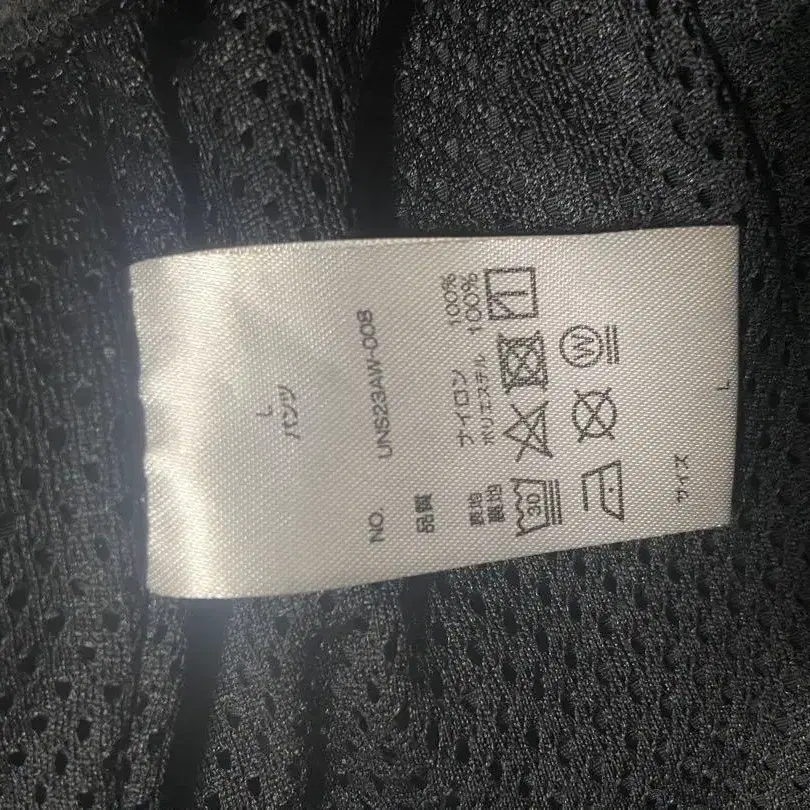 L
パンツ
NO. UNS23AW-008
品質
表地 ナイロン 100%
裏地 ポリエステル 100%
30
W
サイズ L